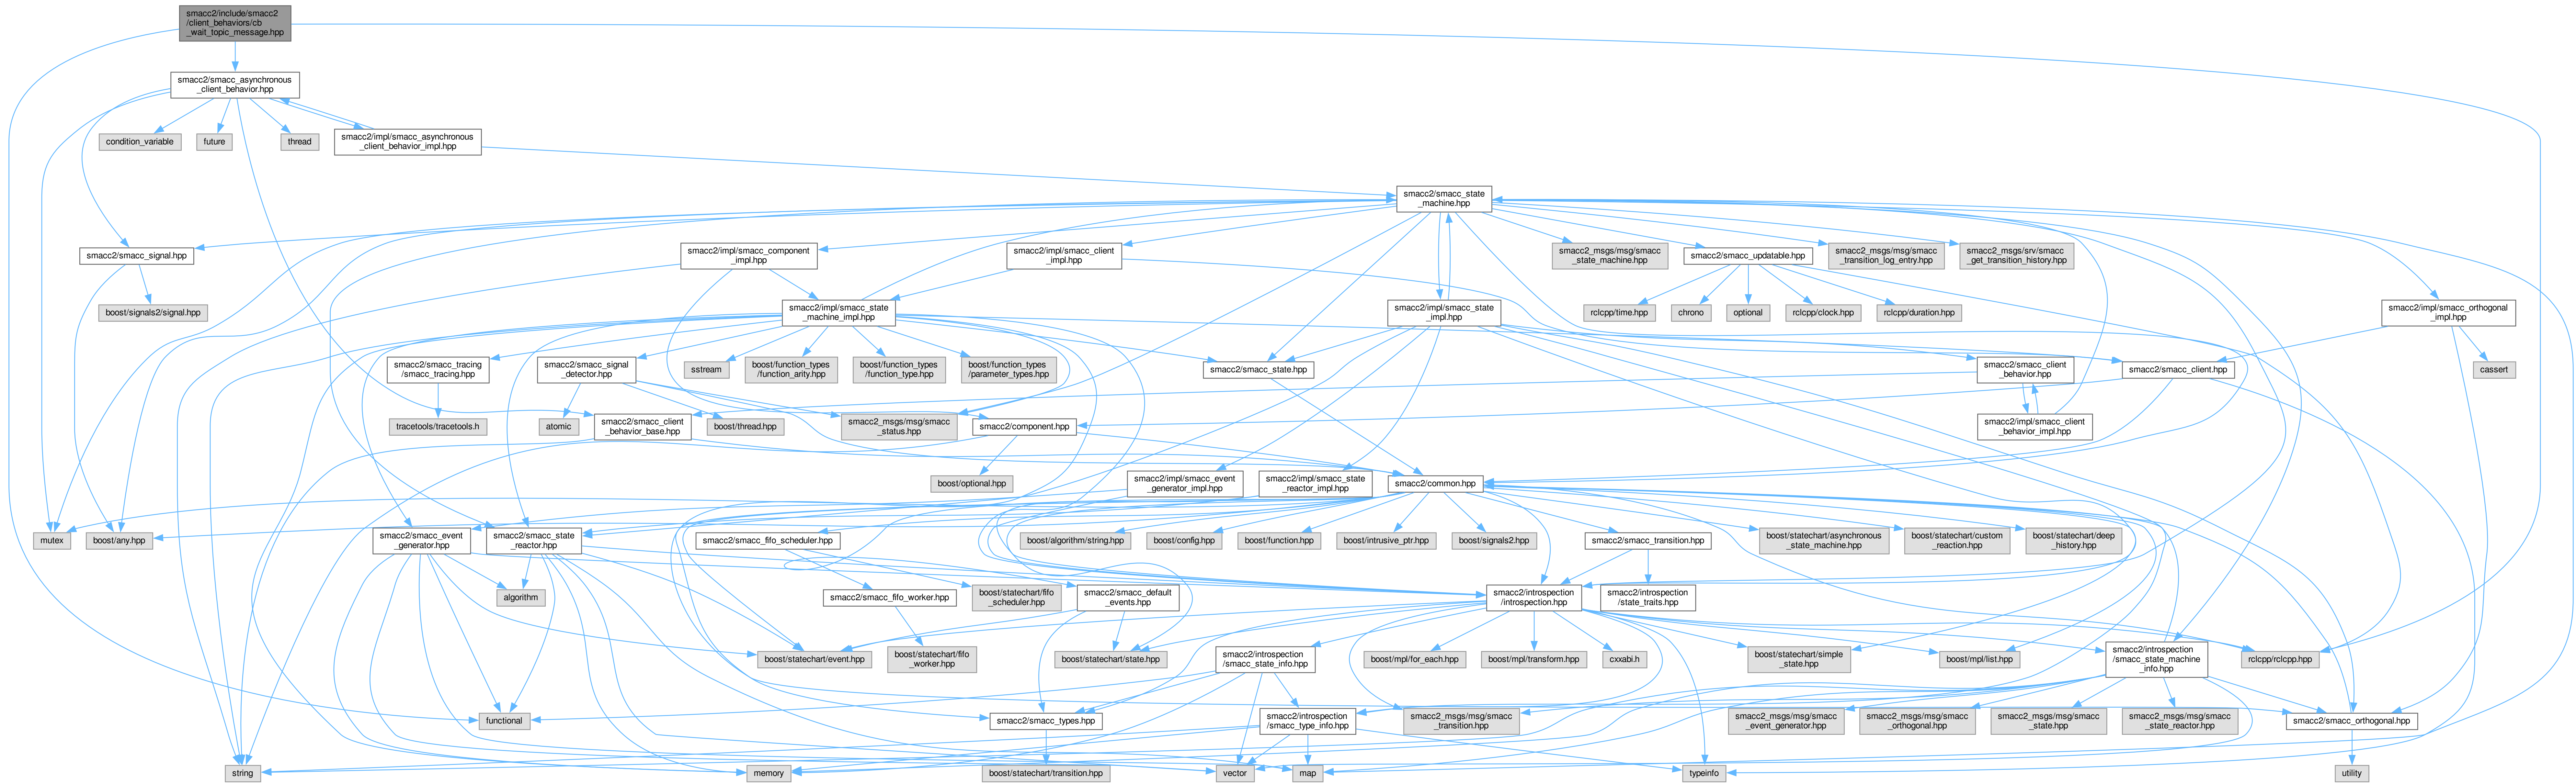 smacc2/include/smacc2
/client_behaviors/cb
_wait_topic_message.hpp
smacc2/smacc_asynchronous
_client_behavior.hpp
condition_variable
future
thread
smacc2/impl/smacc_asynchronous
_client_behavior_impl.hpp
smacc2/smacc_state
_machine.hpp
smacc2/smacc_signal.hpp
smacc2/impl/smacc_component
_impl.hpp
smacc2/impl/smacc_client
_impl.hpp
smacc2_msgs/msg/smacc
_state_machine.hpp
smacc2/smacc_updatable.hpp
smacc2_msgs/msg/smacc
_transition_log_entry.hpp
smacc2_msgs/srv/smacc
_get_transition_history.hpp
boost/signals2/signal.hpp
smacc2/impl/smacc_state
_machine_impl.hpp
smacc2/impl/smacc_state
_impl.hpp
rclcpp/time.hpp
chrono
optional
rclcpp/clock.hpp
rclcpp/duration.hpp
smacc2/impl/smacc_orthogonal
_impl.hpp
smacc2/smacc_tracing
/smacc_tracing.hpp
smacc2/smacc_signal
_detector.hpp
sstream
boost/function_types
/function_arity.hpp
boost/function_types
/function_type.hpp
boost/function_types
/parameter_types.hpp
smacc2/smacc_state.hpp
smacc2/smacc_client
_behavior.hpp
smacc2/smacc_client.hpp
cassert
tracetools/tracetools.h
atomic
smacc2/smacc_client
_behavior_base.hpp
boost/thread.hpp
smacc2_msgs/msg/smacc
_status.hpp
smacc2/component.hpp
smacc2/impl/smacc_client
_behavior_impl.hpp
boost/optional.hpp
smacc2/impl/smacc_event
_generator_impl.hpp
smacc2/impl/smacc_state
_reactor_impl.hpp
smacc2/common.hpp
mutex
boost/any.hpp
smacc2/smacc_event
_generator.hpp
smacc2/smacc_state
_reactor.hpp
smacc2/smacc_fifo_scheduler.hpp
boost/algorithm/string.hpp
boost/config.hpp
boost/function.hpp
boost/intrusive_ptr.hpp
boost/signals2.hpp
smacc2/smacc_transition.hpp
boost/statechart/asynchronous
_state_machine.hpp
boost/statechart/custom
_reaction.hpp
boost/statechart/deep
_history.hpp
algorithm
smacc2/smacc_fifo_worker.hpp
boost/statechart/fifo
_scheduler.hpp
smacc2/smacc_default
_events.hpp
smacc2/introspection
/introspection.hpp
smacc2/introspection
/state_traits.hpp
boost/statechart/event.hpp
boost/statechart/fifo
_worker.hpp
boost/statechart/state.hpp
smacc2/introspection
/smacc_state_info.hpp
boost/mpl/for_each.hpp
boost/mpl/transform.hpp
cxxabi.h
boost/statechart/simple
_state.hpp
boost/mpl/list.hpp
smacc2/introspection
/smacc_state_machine
_info.hpp
rclcpp/rclcpp.hpp
functional
smacc2/smacc_types.hpp
smacc2/introspection
/smacc_type_info.hpp
smacc2_msgs/msg/smacc
_transition.hpp
smacc2_msgs/msg/smacc
_event_generator.hpp
smacc2_msgs/msg/smacc
_orthogonal.hpp
smacc2_msgs/msg/smacc
_state.hpp
smacc2_msgs/msg/smacc
_state_reactor.hpp
smacc2/smacc_orthogonal.hpp
string
memory
boost/statechart/transition.hpp
vector
map
typeinfo
utility